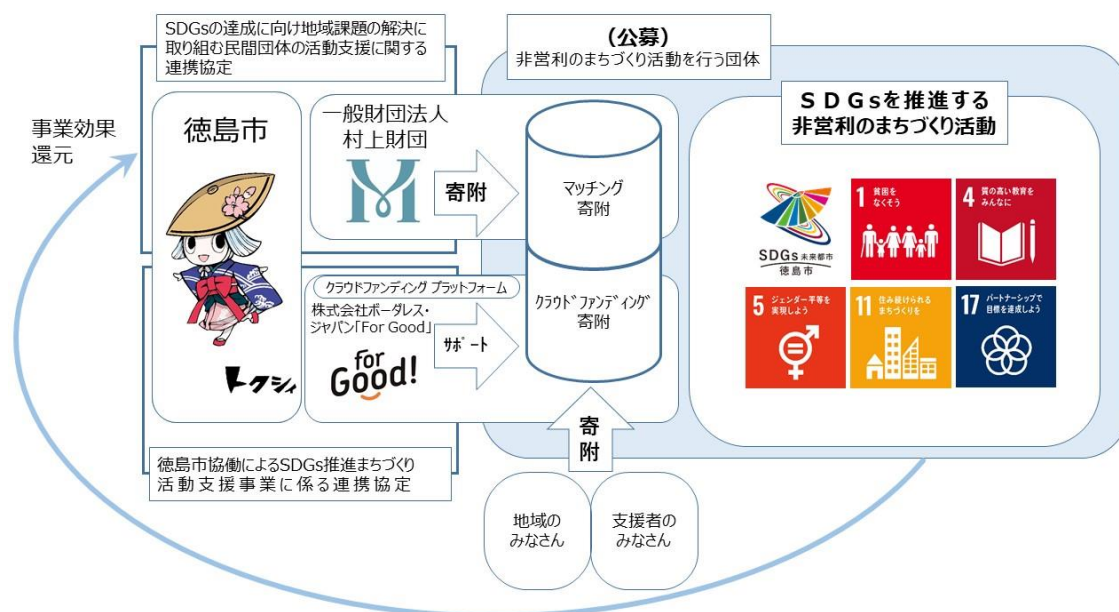 SDGsの達成に向け地域課題の解決に
取り組む民間団体の活動支援に関する
連携協定
(公募)
非営利のまちづくり活動を行う団体
事業効果
還元
徳島市
トクシィ
一般財団法人
村上財団
寄附
マッチング
寄附
クラウドファンディング プラットフォーム
株式会社ボーダレス・
ジャパン「For Good」
for
Good!
サポート
クラウドファンディング
寄附
寄
附
地域の
みなさん
支援者の
みなさん
徳島市協働によるSDGs推進まちづくり
活動支援事業に係る連携協定
SDGsを推進する
非営利のまちづくり活動
SDGs未来都市
徳島市
1 貧困を
なくそう
4 質の高い教育を
みんなに
5 ジェンダー平等を
実現しよう
11 住み続けられる
まちづくりを
17 パートナーシップで
目標を達成しよう